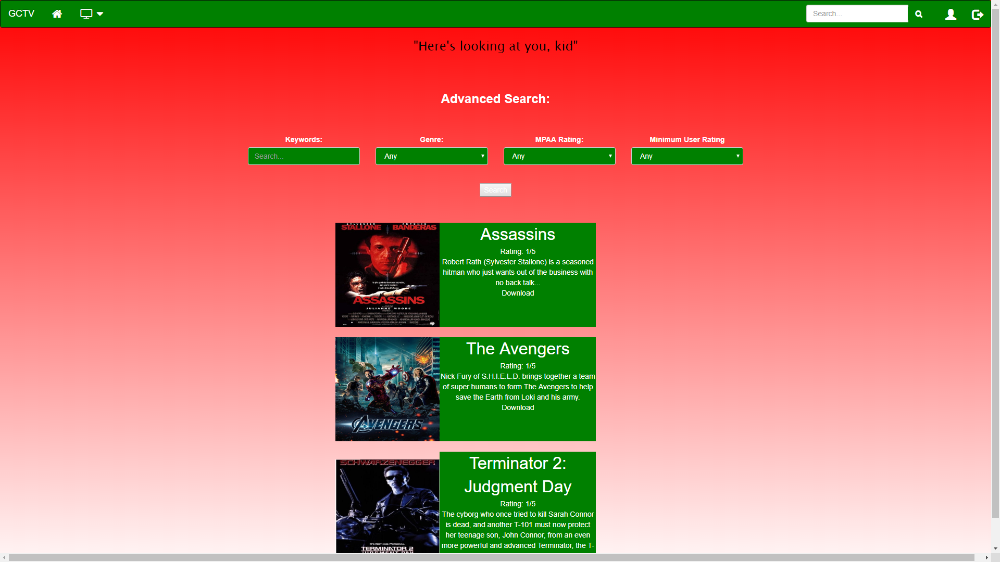 GCTV
Search...
"Here's looking at you, kid"
Advanced Search:
Keywords:
Genre:
MPAA Rating:
Minimum User Rating
Search...
Any
Any
Any
Search
SYLVESTER ANTONIO
STALLONE BANDERAS
ASSASSINS
JULIANNE MOORE
Assassins
Rating: 1/5
Robert Rath (Sylvester Stallone) is a seasoned
hitman who just wants out of the business with
no back talk...
Download
AVENGERS
The Avengers
Rating: 1/5
Nick Fury of S.H.I.E.L.D. brings together a team
of super humans to form The Avengers to help
save the Earth from Loki and his army.
Download
SCHWARZENEGGER
IT'S NOTHING PERSONAL.
TERMINATOR 2
JUDGMENT DAY
Terminator 2:
Judgment Day
Rating: 1/5
The cyborg who once tried to kill Sarah Connor
is dead, and another T-101 must now protect
her teenage son, John Connor, from an even
more powerful and advanced Terminator, the T-